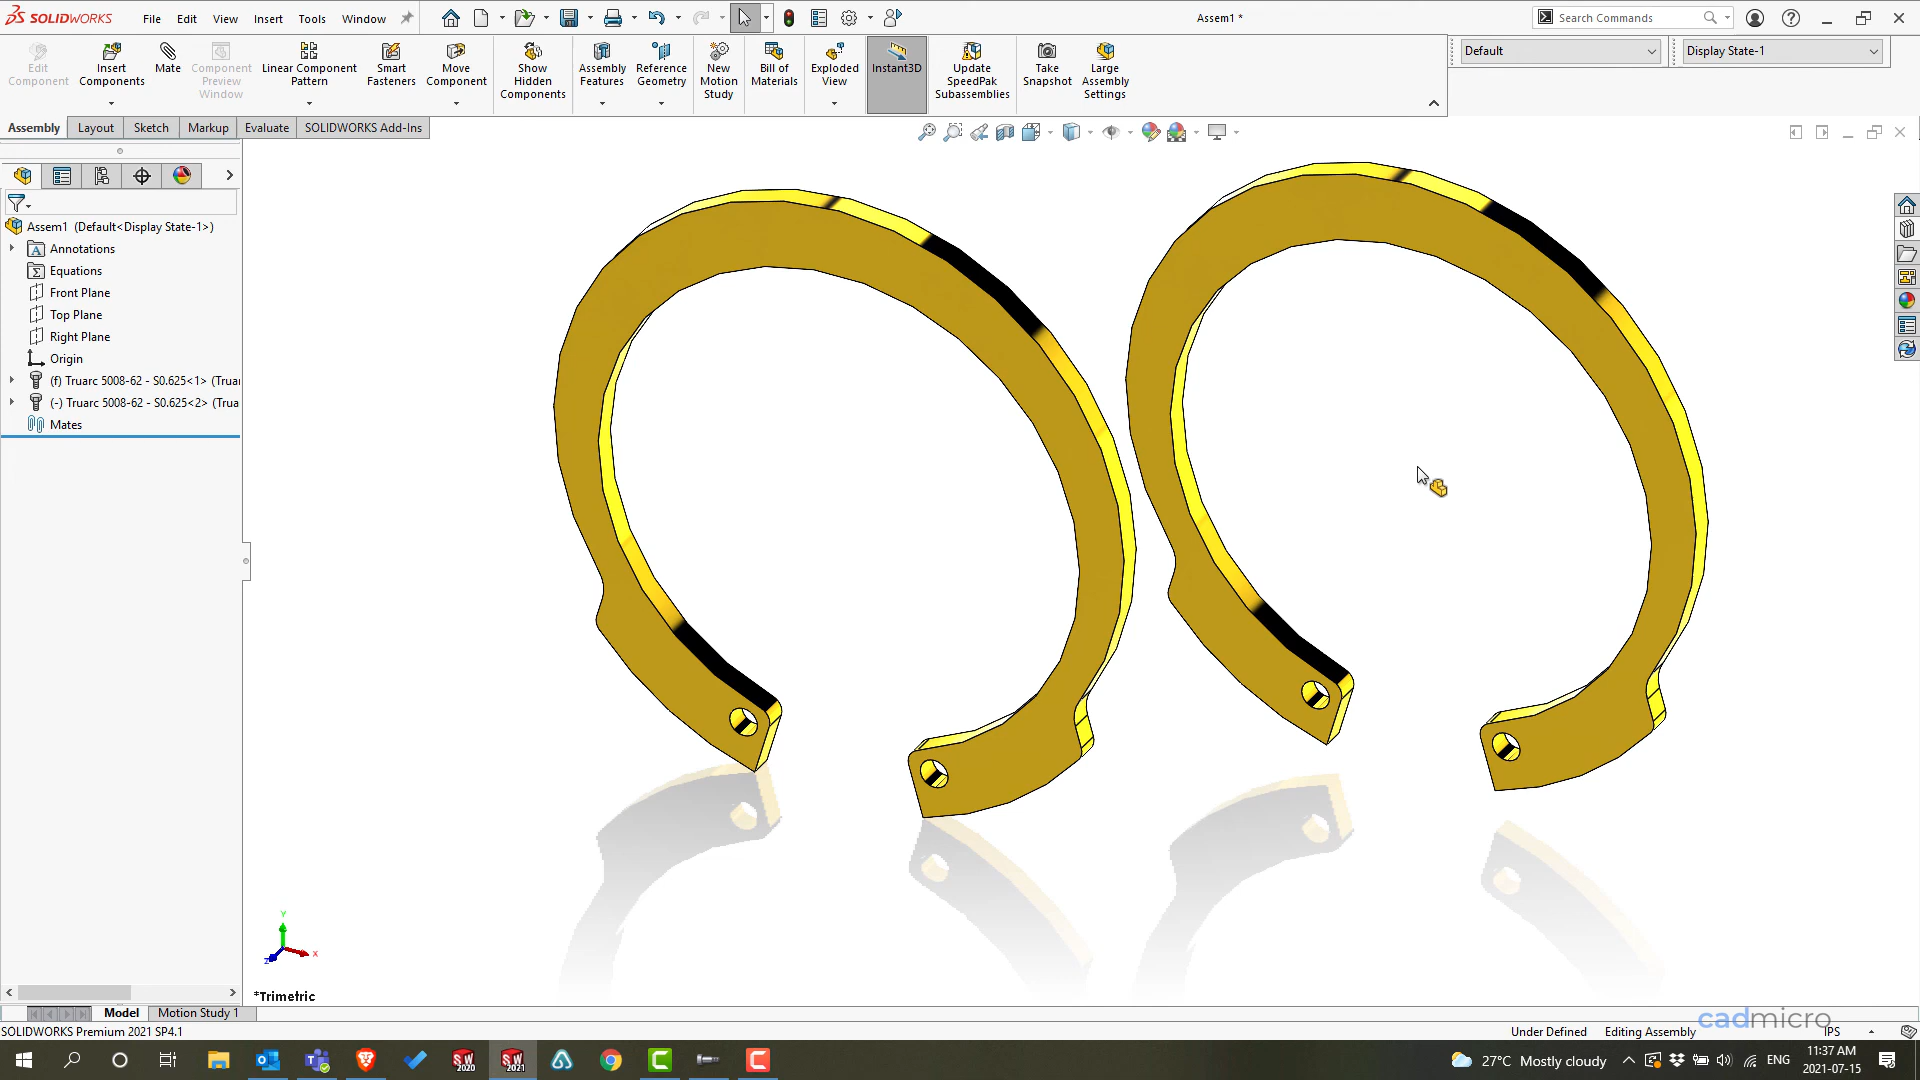 SOLIDWORKS
File Edit View Insert Tools Window
Assem1 *
Search Commands
Edit Component
Insert Components
Mate
Component Preview Window
Linear Component Pattern
Smart Fasteners
Move Component
Show Hidden Components
Assembly Features
Reference Geometry
New Motion Study
Bill of Materials
Exploded View
Instant3D
Update SpeedPak Subassemblies
Take Snapshot
Large Assembly Settings
Default
Display State-1
Assembly Layout Sketch Markup Evaluate SOLIDWORKS Add-Ins
Assem1 (Default<Display State-1>)
Annotations
Equations
Front Plane
Top Plane
Right Plane
Origin
(f) Truarc 5008-62 - S0.625<1> (Truar
(-) Truarc 5008-62 - S0.625<2> (Trua
Mates
Y
X
Z
*Trimetric
Model Motion Study 1
cadmicro
SOLIDWORKS Premium 2021 SP4.1
Under Defined Editing Assembly IPS
SW 2020
SW 2021
27°C Mostly cloudy
ENG
11:37 AM
2021-07-15